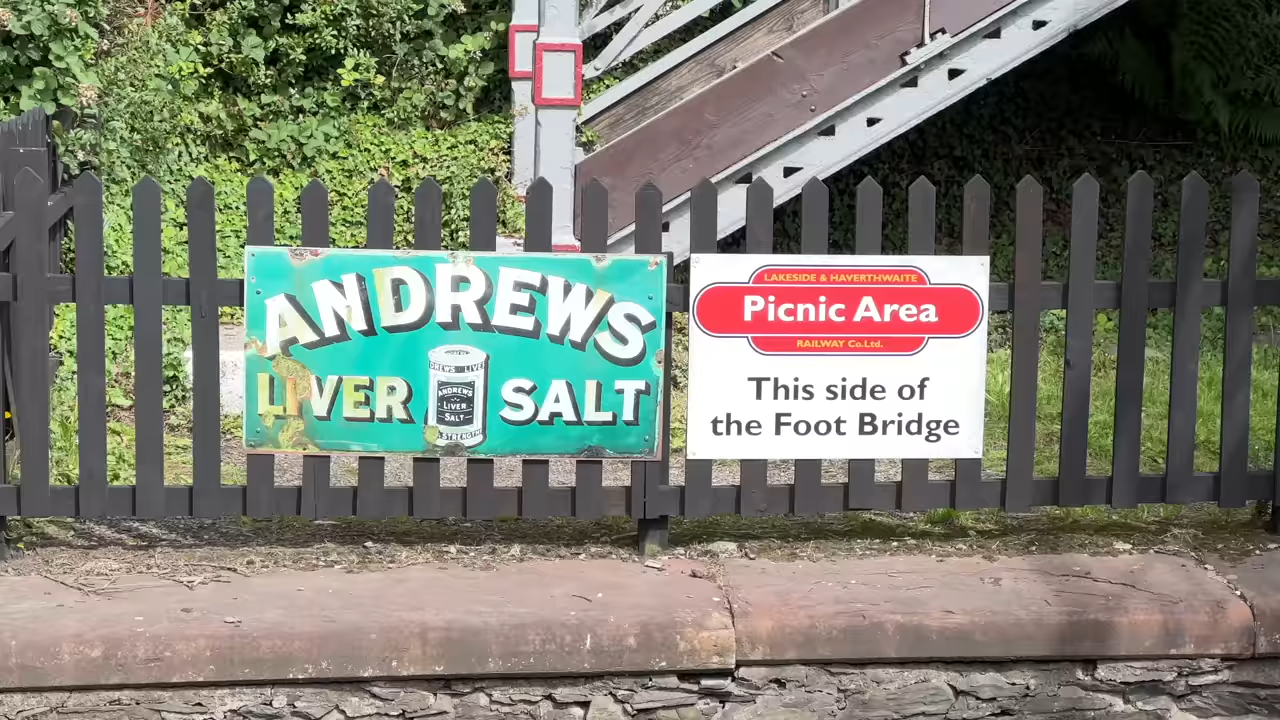 ANDREWS
LIVER SALT
ANDREWS
LIVER
SALT
LAKESIDE & HAVERTHWAITE
Picnic Area
RAILWAY Co.Ltd.
This side of
the Foot Bridge